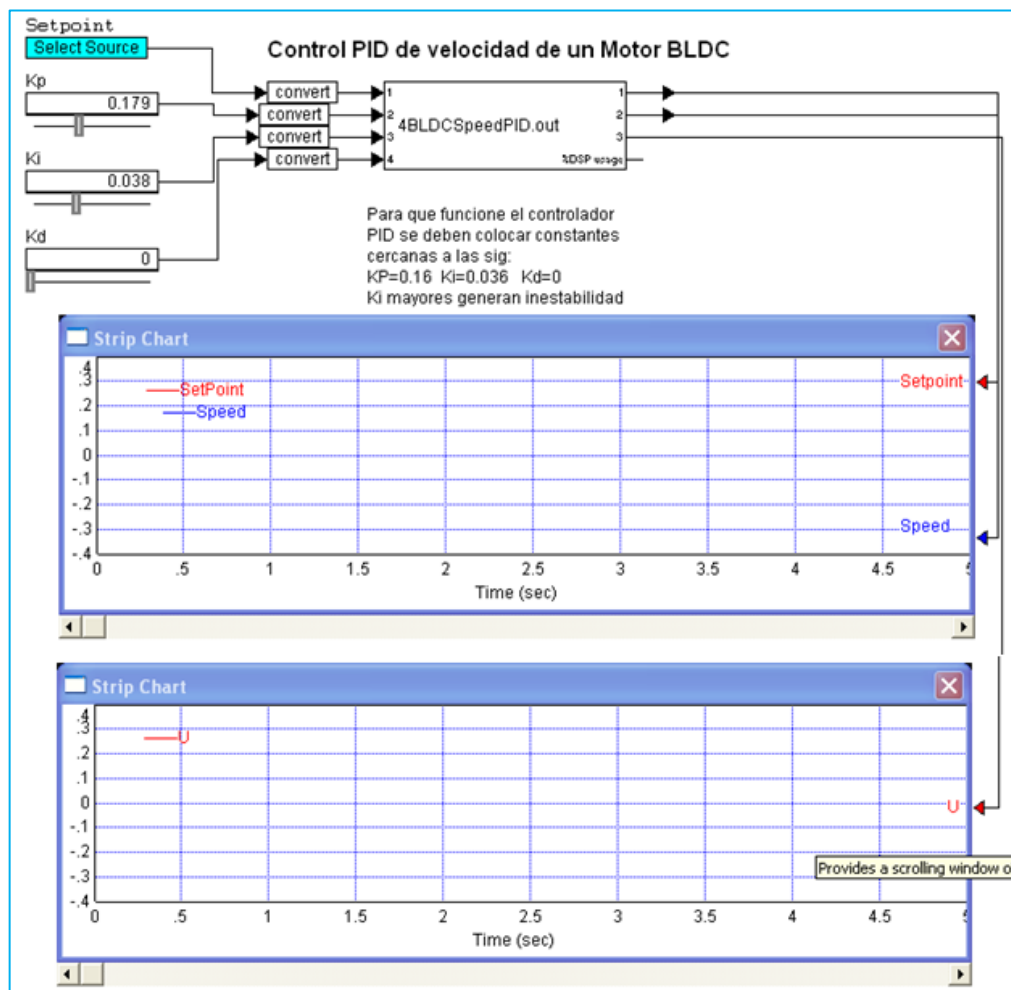 Setpoint
Select Source
Control PID de velocidad de un Motor BLDC
Kp
0.179
Ki
0.038
Kd
0
convert
convert
convert
convert
1
2
3
4
4BLDCSpeedPID.out
1
2
3
%DSP usage
Para que funcione el controlador
PID se deben colocar constantes
cercanas a las sig:
KP=0.16 Ki=0.036 Kd=0
Ki mayores generan inestabilidad
Strip Chart
.4
.3
.2
.1
0
-.1
-.2
-.3
-.4
SetPoint
Speed
Setpoint
Speed
0 .5 1 1.5 2 2.5 3 3.5 4 4.5 5
Time (sec)
Strip Chart
.4
.3
.2
.1
0
-.1
-.2
-.3
-.4
U
U
Provides a scrolling window o
0 .5 1 1.5 2 2.5 3 3.5 4 4.5 5
Time (sec)